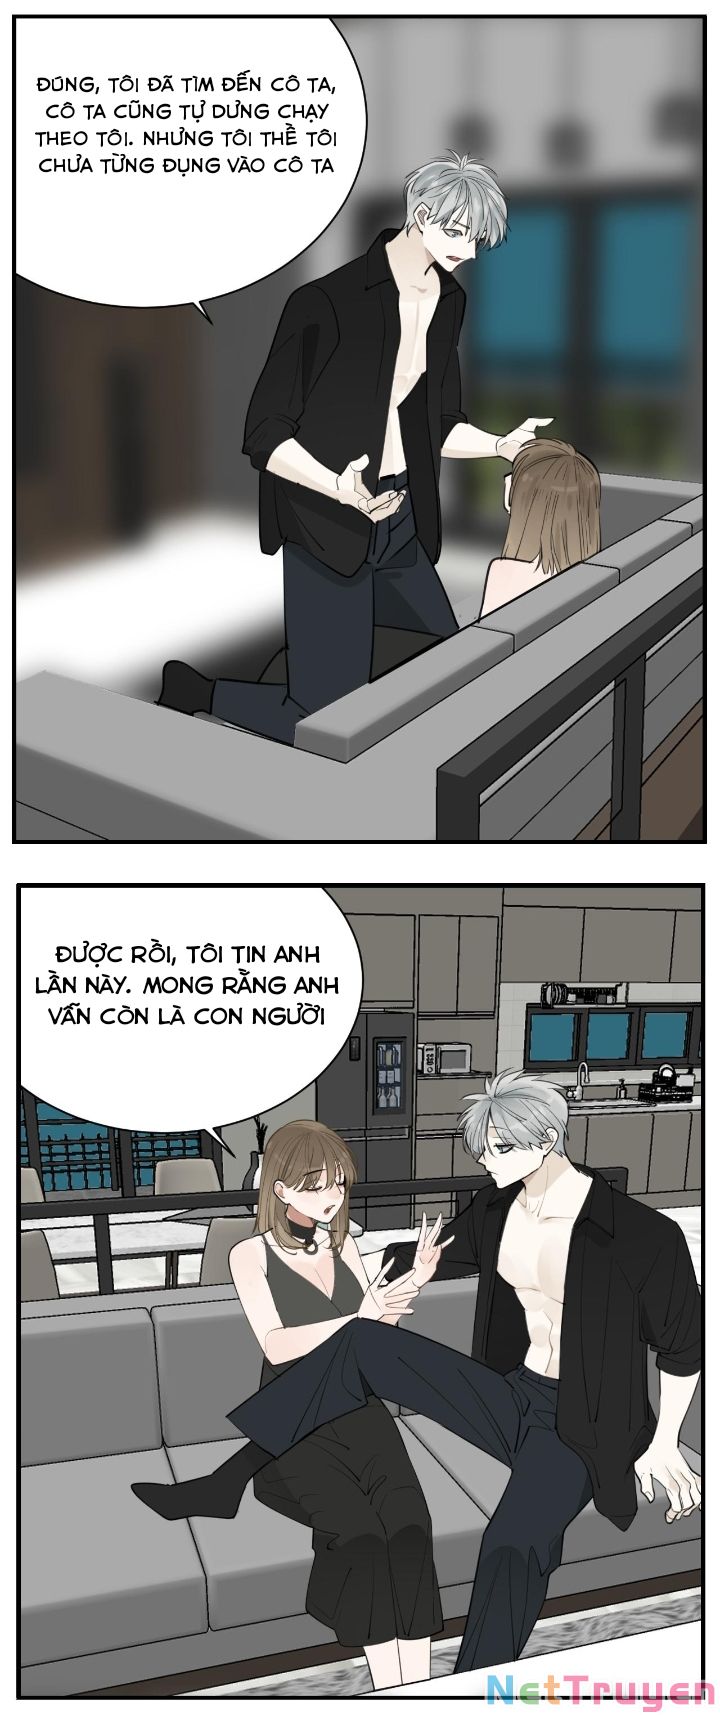 ĐÚNG, TÔI ĐÃ TÌM ĐẾN CÔ TA,
CÔ TA CŨNG TỰ DƯNG CHẠY
THEO TÔI. NHƯNG TÔI THỀ TÔI
CHƯA TỪNG ĐỤNG VÀO CÔ TA
ĐƯỢC RỒI, TÔI TIN ANH
LẦN NÀY. MONG RẰNG ANH
VẪN CÒN LÀ CON NGƯỜI
NetTruyen